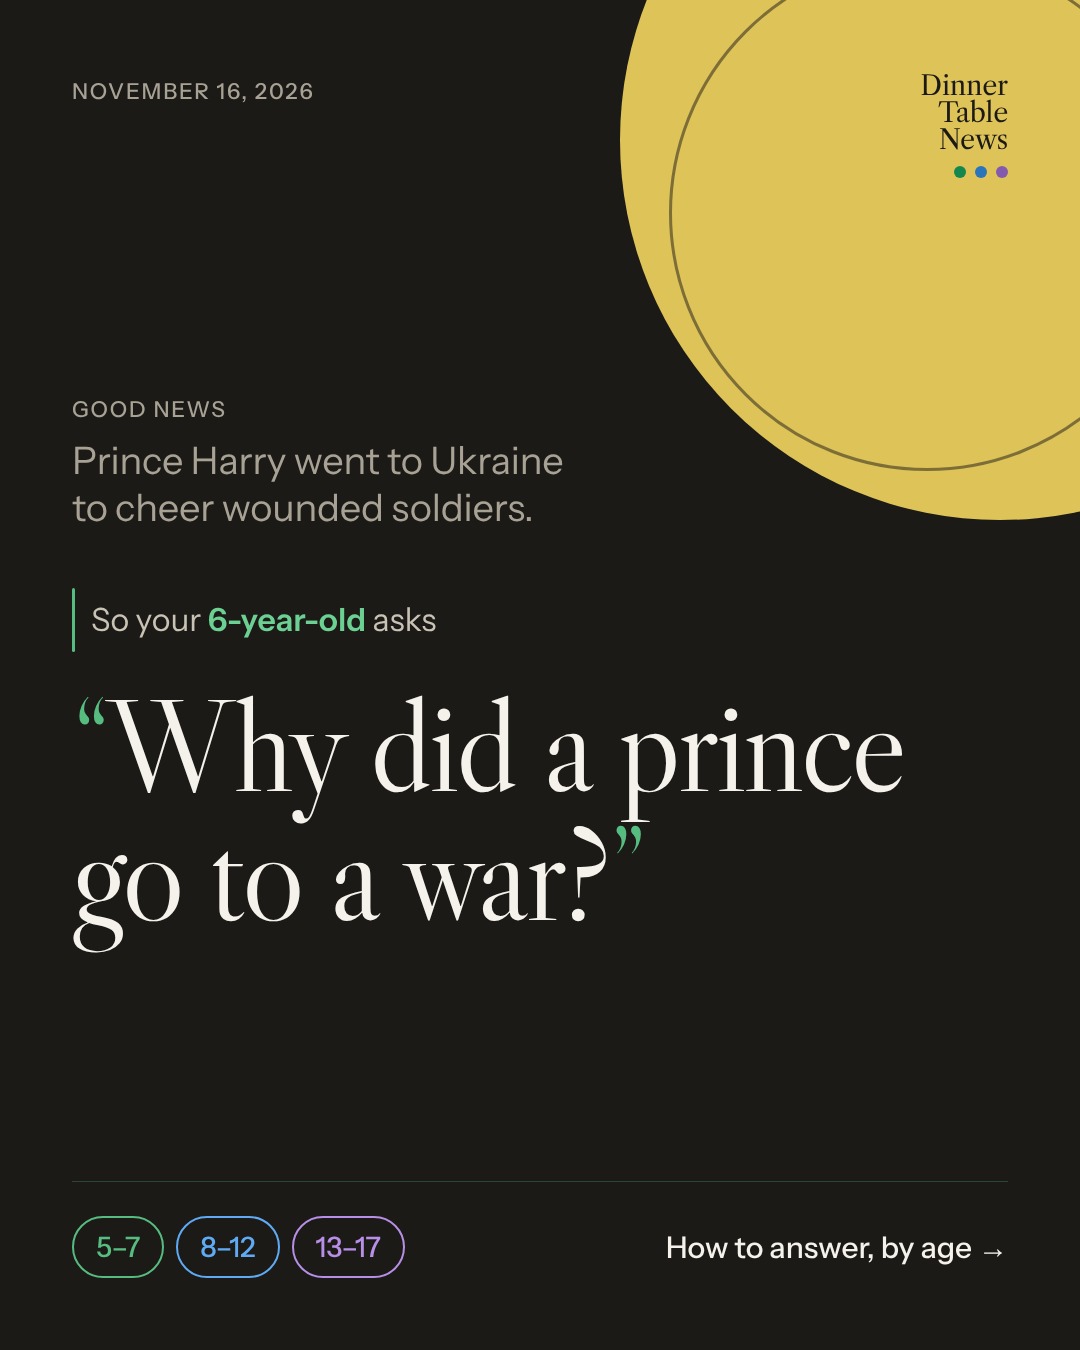 NOVEMBER 16, 2026
Dinner
Table
News
GOOD NEWS
Prince Harry went to Ukraine
to cheer wounded soldiers.
So your 6-year-old asks
“Why did a prince
go to a war?”
5–7 8–12 13–17
How to answer, by age →